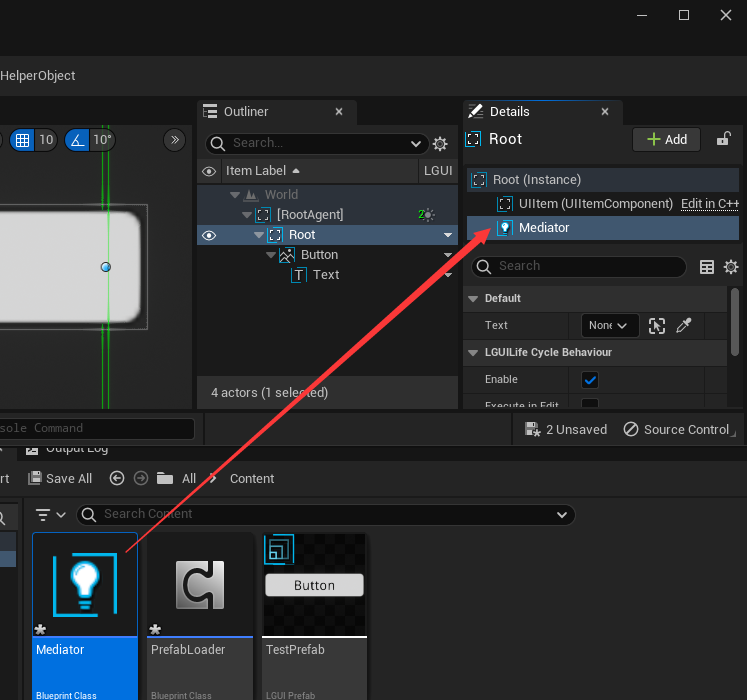 HelperObject
10
10°
Outliner
Search...
Item Label
LGUI
World
[RootAgent]
2
Root
Button
Text
4 actors (1 selected)
Details
Root
Add
Root (Instance)
UIItem (UIItemComponent) Edit in C++
Mediator
Search
Default
Text
None
LGUILife Cycle Behaviour
Enable
Execute in Edit
sole Command
2 Unsaved
Source Control
Output Log
rt
Save All
All
Content
Search Content
Button
Mediator
Blueprint Class
PrefabLoader
Blueprint Class
TestPrefab
LGUI Prefab